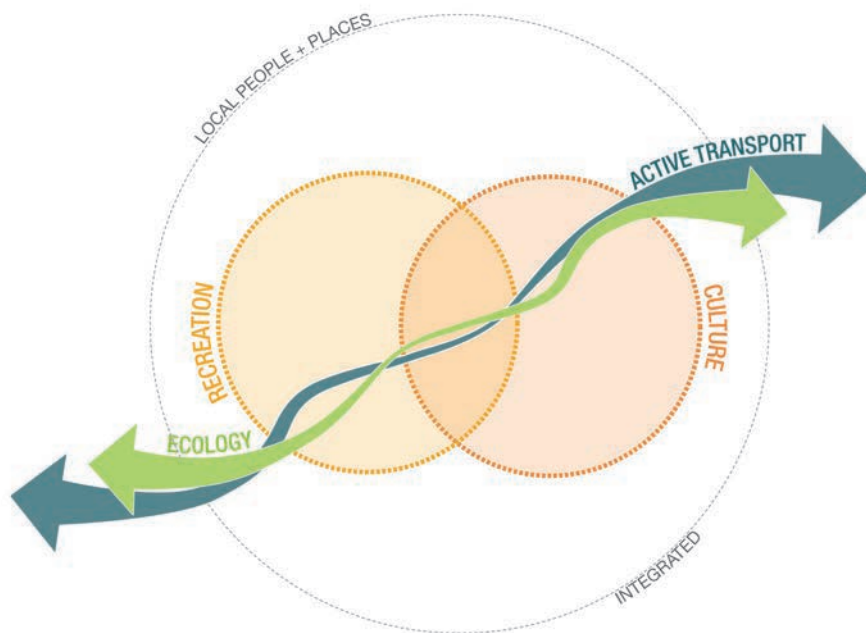 LOCAL PEOPLE + PLACES
ACTIVE TRANSPORT
RECREATION
CULTURE
ECOLOGY
INTEGRATED